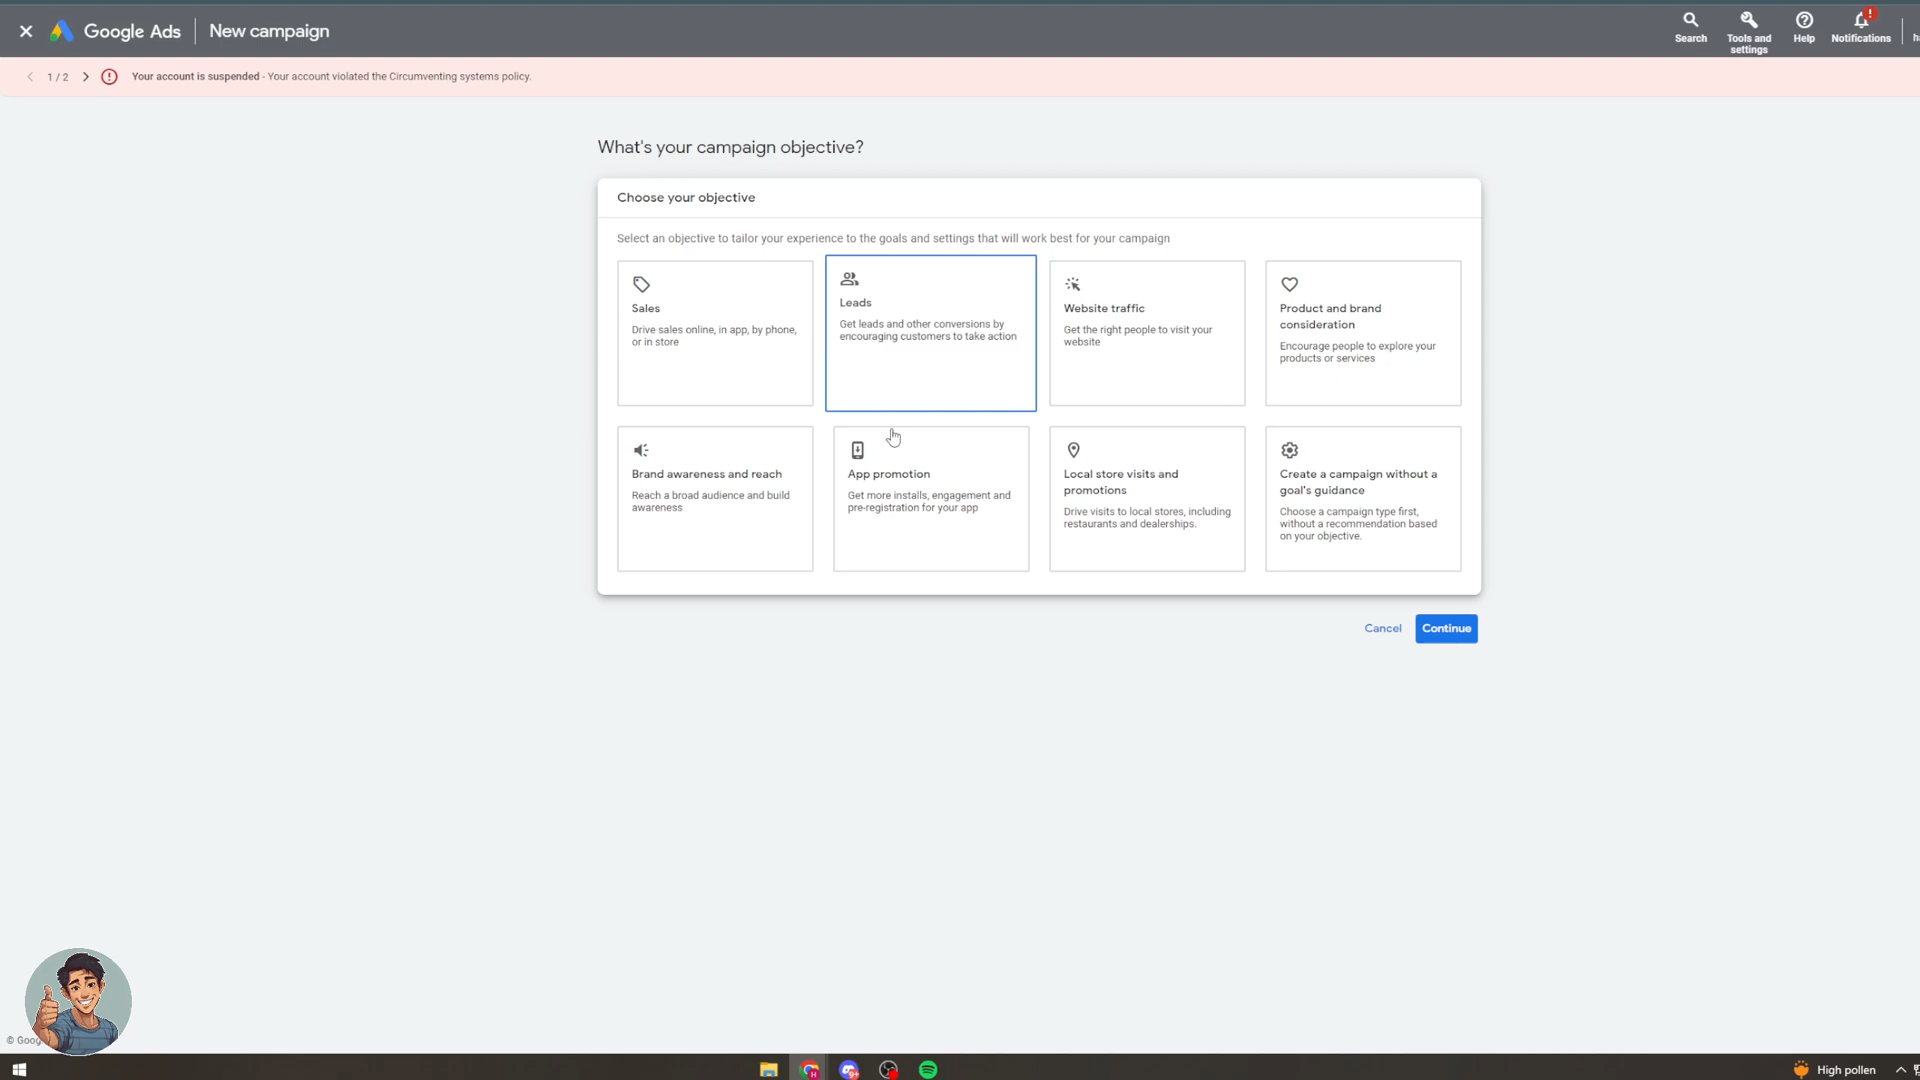 Google Ads
New campaign
Search
Tools and
settings
Help
Notifications
1 / 2
Your account is suspended - Your account violated the Circumventing systems policy.
What's your campaign objective?
Choose your objective
Select an objective to tailor your experience to the goals and settings that will work best for your campaign
Sales
Drive sales online, in app, by phone,
or in store
Leads
Get leads and other conversions by
encouraging customers to take action
Website traffic
Get the right people to visit your
website
Product and brand
consideration
Encourage people to explore your
products or services
Brand awareness and reach
Reach a broad audience and build
awareness
App promotion
Get more installs, engagement and
pre-registration for your app
Local store visits and
promotions
Drive visits to local stores, including
restaurants and dealerships.
Create a campaign without a
goal's guidance
Choose a campaign type first,
without a recommendation based
on your objective.
Cancel
Continue
© Goog
High pollen